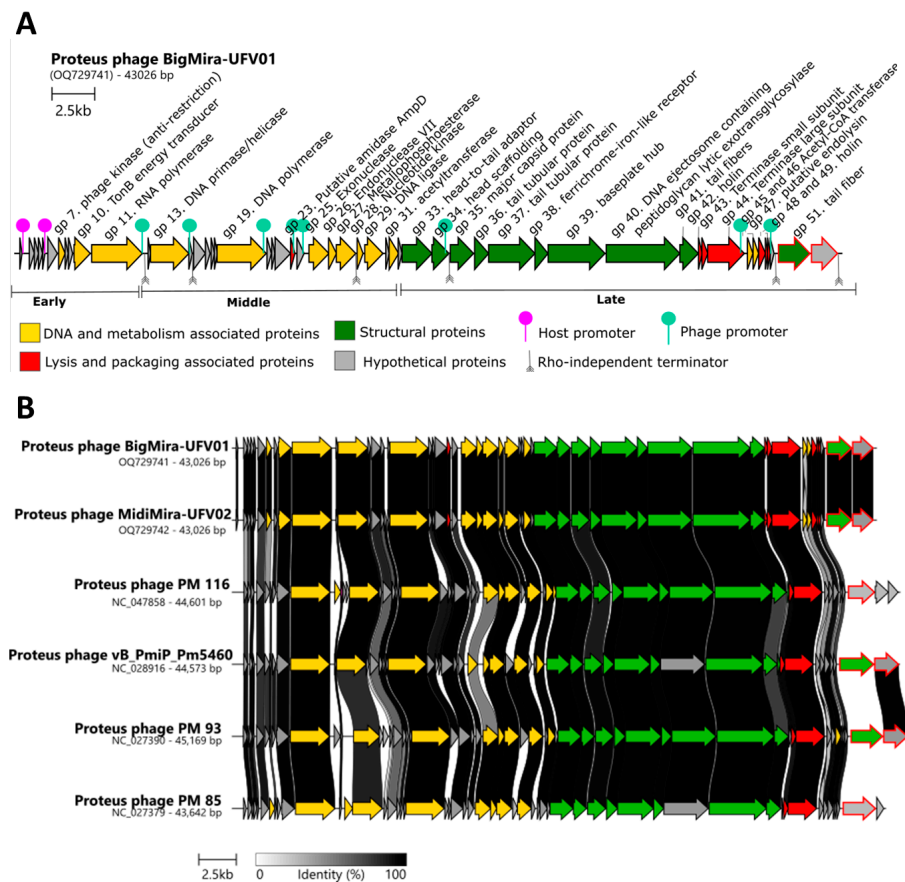 A
Proteus phage BigMira-UFV01
(OQ729741) - 43026 bp
2.5kb
gp 7. phage kinase (anti-restriction)
gp 10. TonB energy transducer
gp 11. RNA polymerase
gp 13. DNA primase/helicase
gp 19. DNA polymerase
gp 23. Putative amidase AmpD
gp 25. Exonuclease
gp 26. Endonuclease VII
gp 27. Metallophosphoesterase
gp 28. Nucleotide kinase
gp 29. DNA ligase
gp 31. acetyltransferase
gp 33. head-to-tail adaptor
gp 34. head scaffolding
gp 35. major capsid protein
gp 36. tail tubular protein
gp 37. tail tubular protein
gp 38. ferrichrome-iron-like receptor
gp 39. baseplate hub
gp 40. DNA ejectosome containing
peptidoglycan lytic exotransglycosylase
gp 41. tail fibers
gp 42. holin
gp 43. Terminase small subunit
gp 44. Terminase large subunit
gp 45 and 46. Acetyl-CoA transferase
gp 47. putative endolysin
gp 48 and 49. holin
gp 51. tail fiber
Early
Middle
Late
DNA and metabolism associated proteins
Structural proteins
Host promoter
Phage promoter
Lysis and packaging associated proteins
Hypothetical proteins
Rho-independent terminator
B
Proteus phage BigMira-UFV01
OQ729741 - 43,026 bp
Proteus phage MidiMira-UFV02
OQ729742 - 43,026 bp
Proteus phage PM 116
NC_047858 - 44,601 bp
Proteus phage vB_PmiP_Pm5460
NC_028916 - 44,573 bp
Proteus phage PM 93
NC_027390 - 45,169 bp
Proteus phage PM 85
NC_027379 - 43,642 bp
2.5kb
0
Identity (%)
100